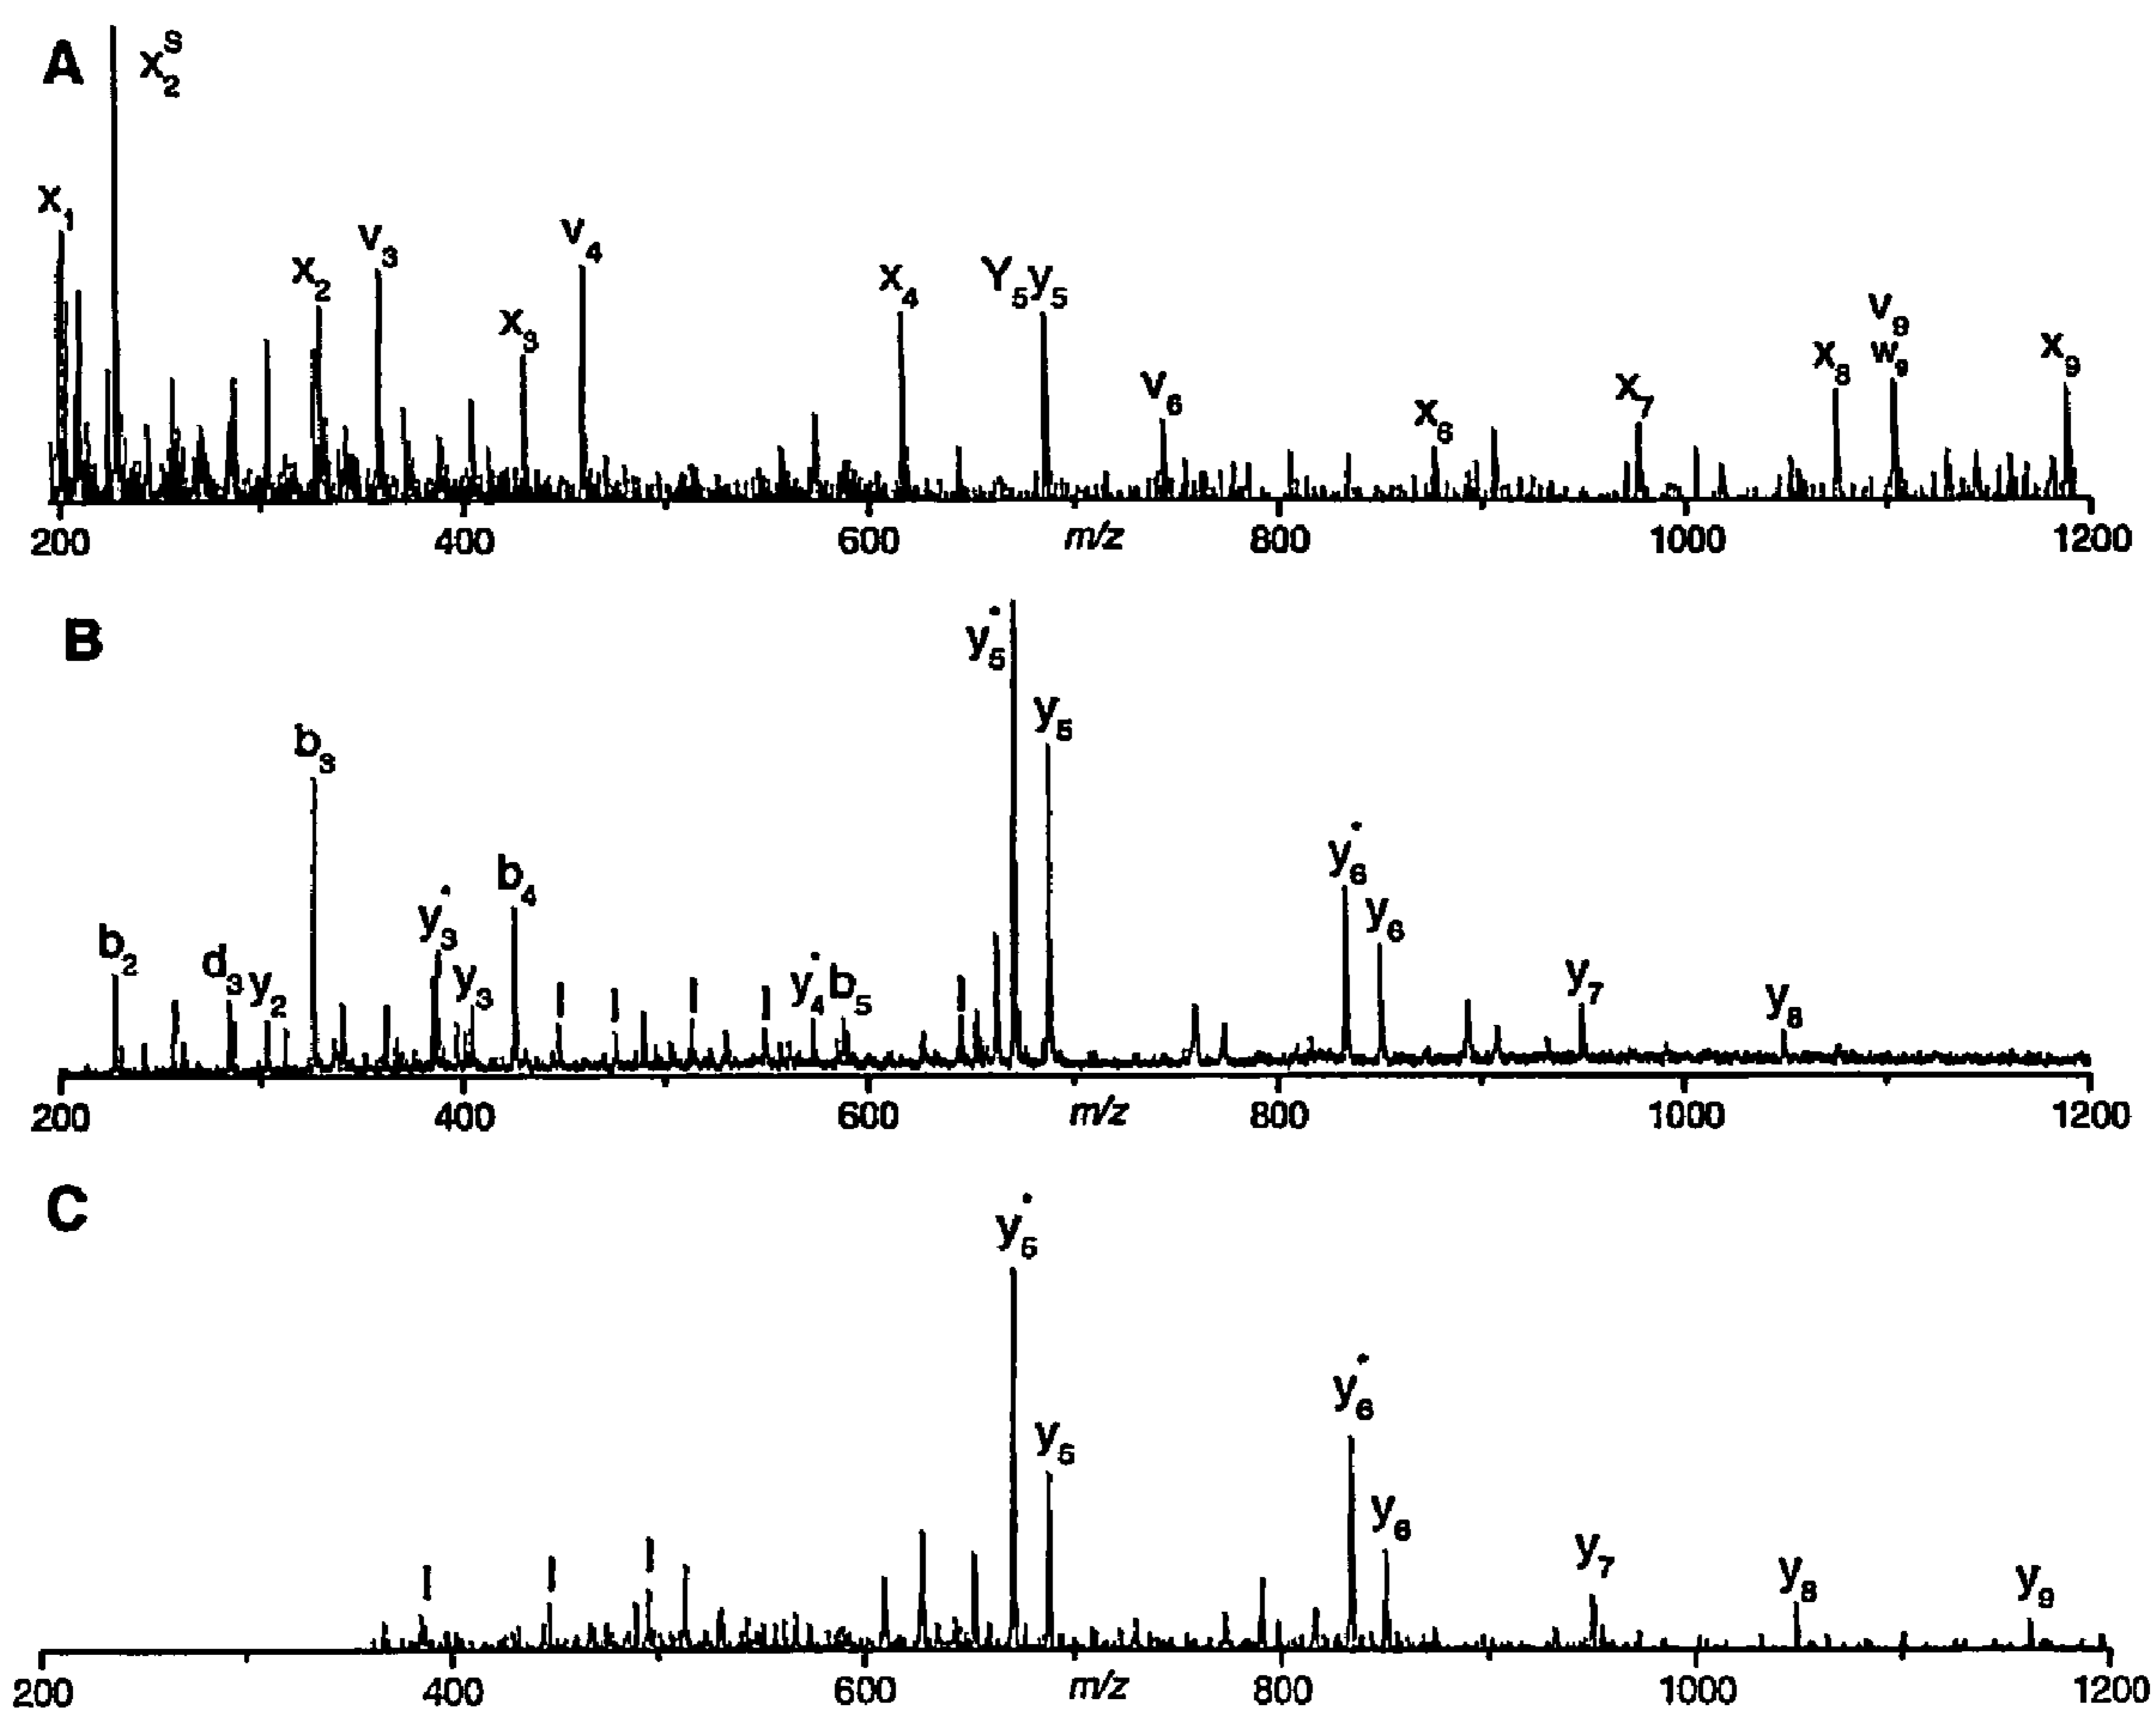 A
x₂ˢ
x₁
x₂
v₃
x₃
v₄
x₄
Y₅y₅
v₆
x₆
x₇
x₈
v₉
w₉
x₉
200 400 600 m/z 800 1000 1200
B
b₂
d₃
y₂
b₃
y₃*
y₃
b₄
I
I
I
I
y₄*
b₅
I
y₅*
y₅
y₆*
y₆
y₇
y₈
200 400 600 m/z 800 1000 1200
C
I
I
I
y₅*
y₅
y₆*
y₆
y₇
y₈
y₉
200 400 600 m/z 800 1000 1200